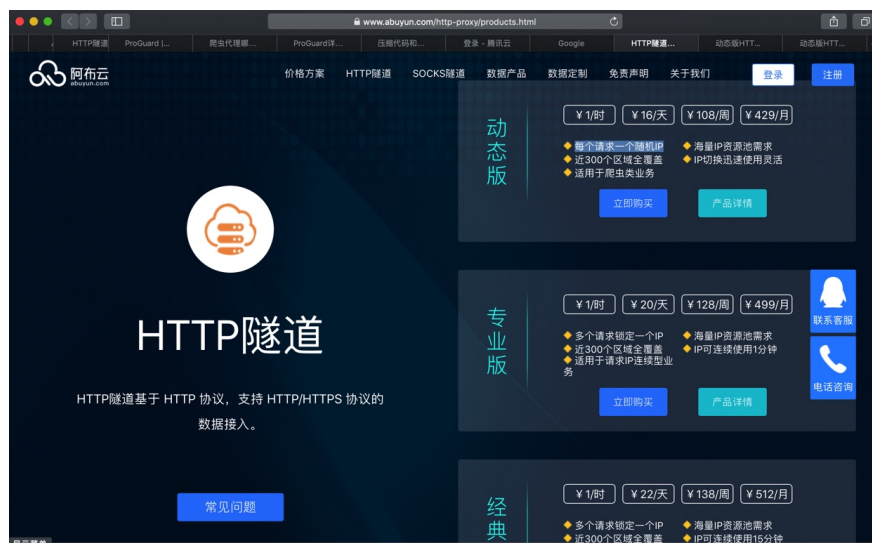 www.abuyun.com/http-proxy/products.html
HTTP隧道
ProGuard |...
爬虫代理哪...
ProGuard详...
压缩代码和...
登录 - 腾讯云
Google
HTTP隧道...
动态版HTT...
动态版HTT...
阿布云
abuyun.com
价格方案
HTTP隧道
SOCKS隧道
数据产品
数据定制
免责声明
关于我们
登录
注册
HTTP隧道
HTTP隧道基于 HTTP 协议，支持 HTTP/HTTPS 协议的
数据接入。
常见问题
动态版
¥ 1/时 ¥ 16/天 ¥ 108/周 ¥ 429/月
每个请求一个随机IP
海量IP资源池需求
近300个区域全覆盖
IP切换迅速使用灵活
适用于爬虫类业务
立即购买
产品详情
专业版
¥ 1/时 ¥ 20/天 ¥ 128/周 ¥ 499/月
多个请求锁定一个IP
海量IP资源池需求
近300个区域全覆盖
IP可连续使用1分钟
适用于请求IP连续型业
务
立即购买
产品详情
经典
¥ 1/时 ¥ 22/天 ¥ 138/周 ¥ 512/月
多个请求锁定一个IP
海量IP资源池需求
近300个区域全覆盖
IP可连续使用15分钟
联系客服
电话咨询